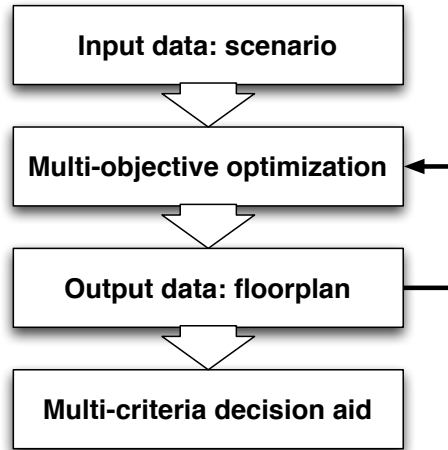 Input data: scenario
Multi-objective optimization
Output data: floorplan
Multi-criteria decision aid